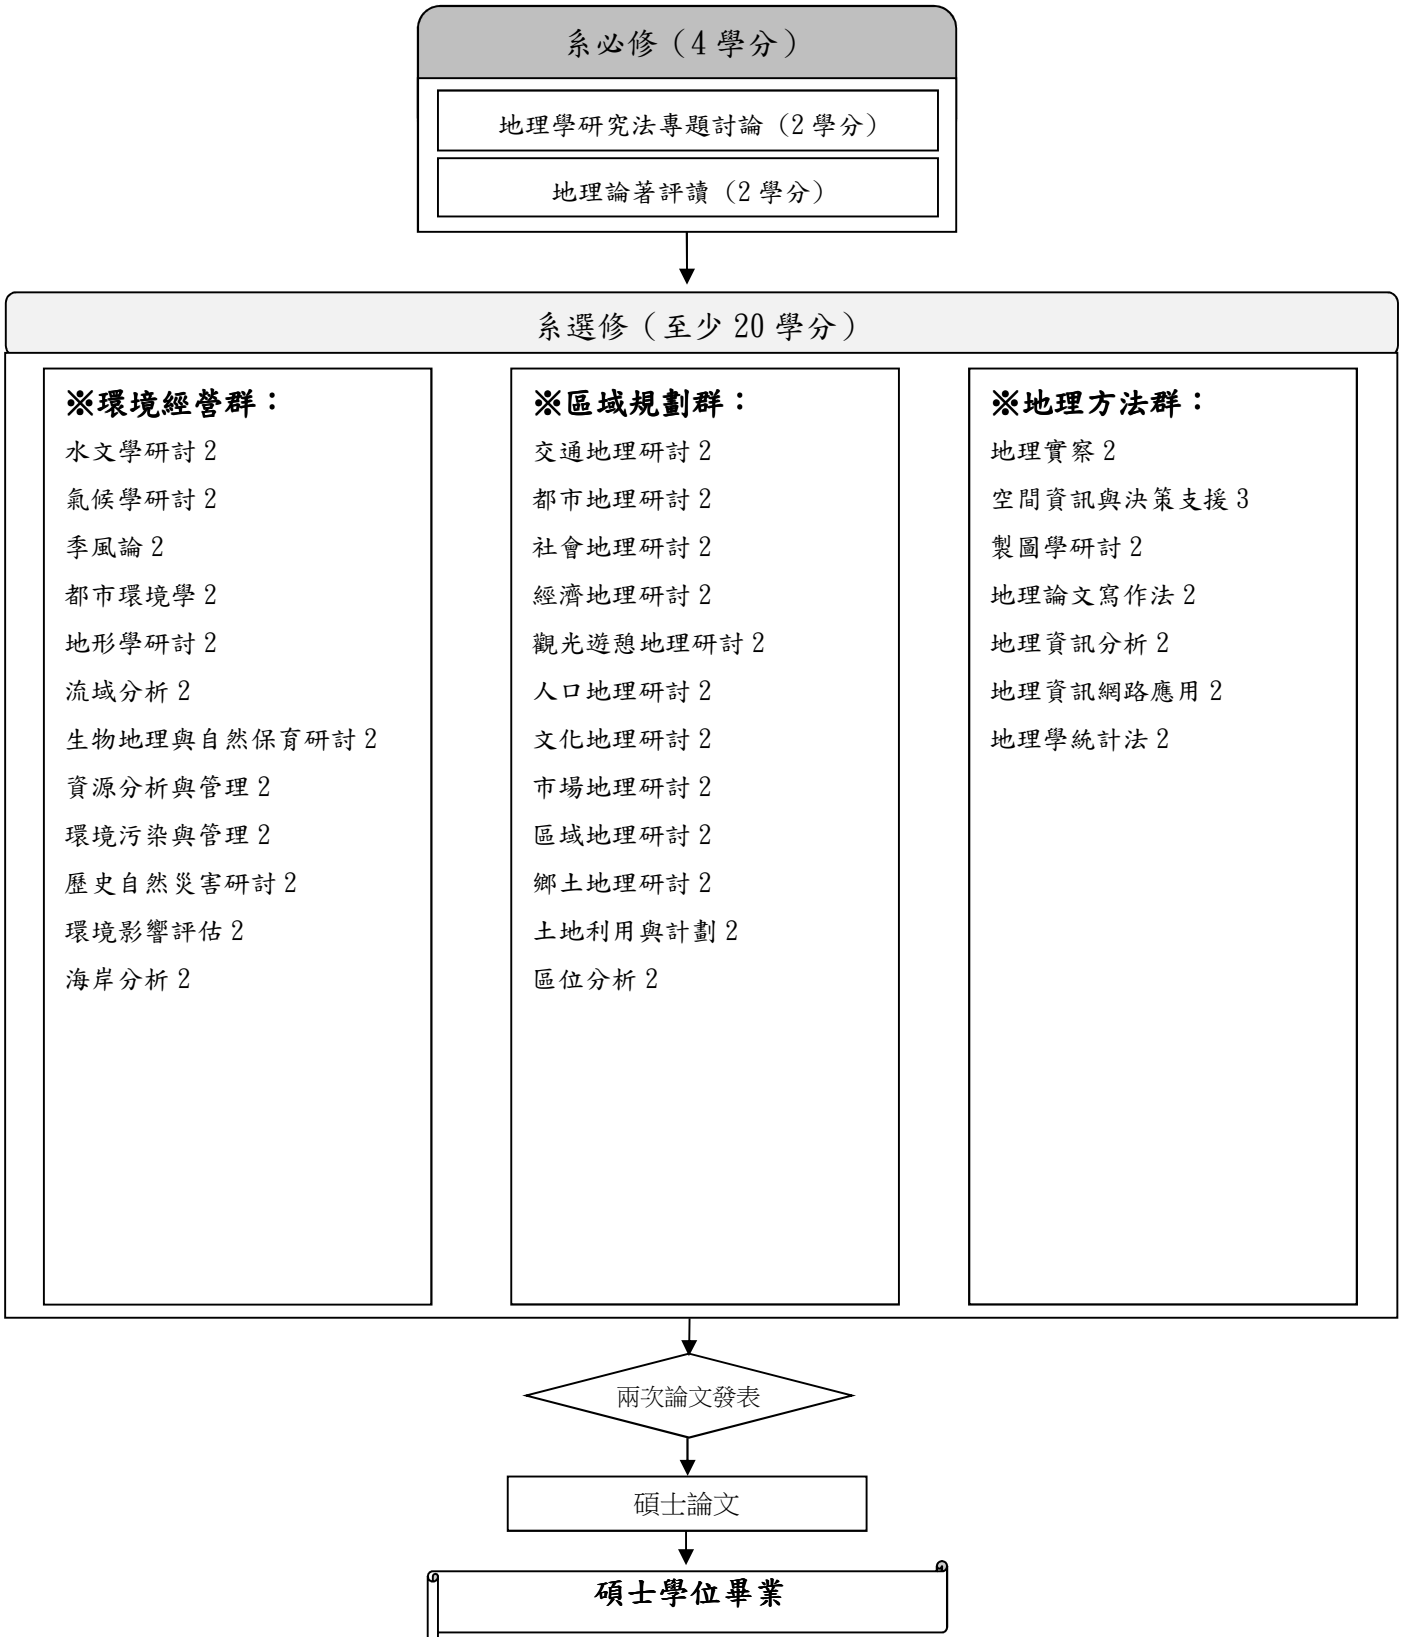 系必修（4 學分）
地理學研究法專題討論（2 學分）
地理論著評讀（2 學分）
系選修（至少 20 學分）
※環境經營群：
水文學研討 2
氣候學研討 2
季風論 2
都市環境學 2
地形學研討 2
流域分析 2
生物地理與自然保育研討 2
資源分析與管理 2
環境污染與管理 2
歷史自然災害研討 2
環境影響評估 2
海岸分析 2
※區域規劃群：
交通地理研討 2
都市地理研討 2
社會地理研討 2
經濟地理研討 2
觀光遊憩地理研討 2
人口地理研討 2
文化地理研討 2
市場地理研討 2
區域地理研討 2
鄉土地理研討 2
土地利用與計劃 2
區位分析 2
※地理方法群：
地理實察 2
空間資訊與決策支援 3
製圖學研討 2
地理論文寫作法 2
地理資訊分析 2
地理資訊網路應用 2
地理學統計法 2
兩次論文發表
碩士論文
碩士學位畢業